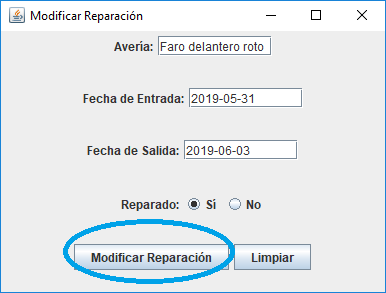 Modificar Reparación
Avería: Faro delantero roto
Fecha de Entrada: 2019-05-31
Fecha de Salida: 2019-06-03
Reparado: Sí No
Modificar Reparación Limpiar